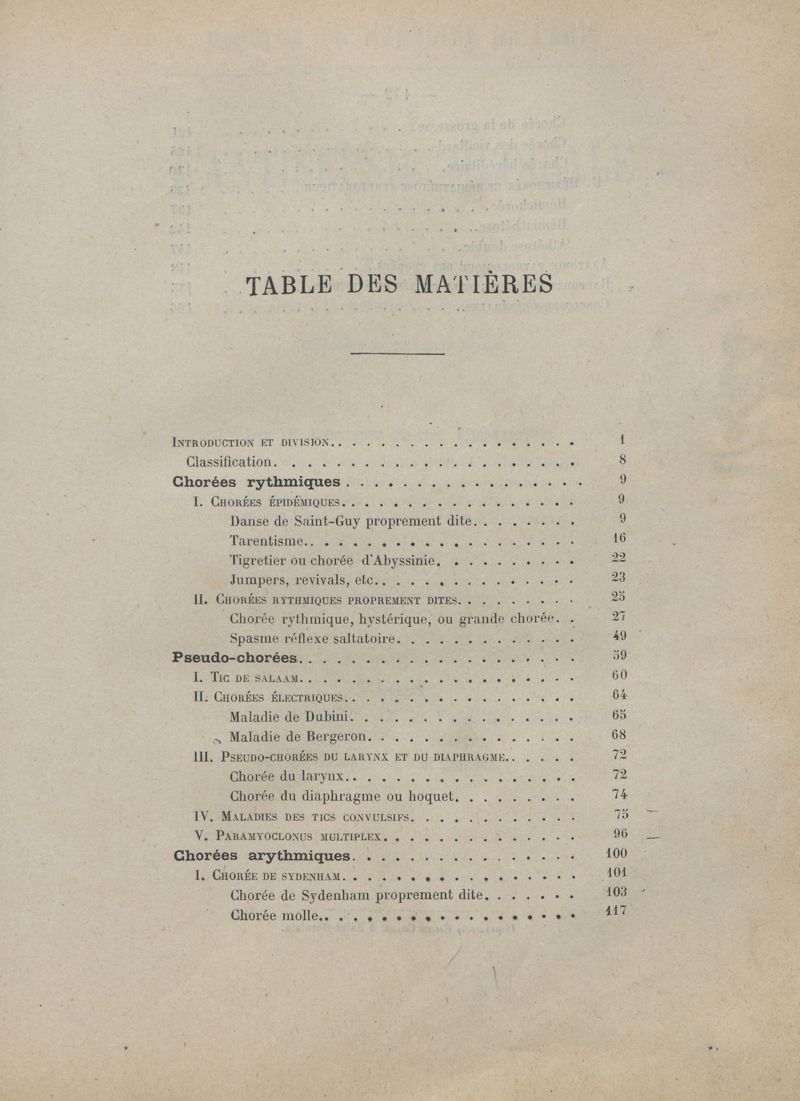 TABLE DES MATIÈRES
INTRODUCTION ET DIVISION. . . . . . . . . . . . . . . . . . 1
Classification. . . . . . . . . . . . . . . . . . . . . 8
Chorées rythmiques . . . . . . . . . . . . . . . . . 9
I. CHORÉES ÉPIDÉMIQUES. . . . . . . . . . . . . . . . . 9
Danse de Saint-Guy proprement dite. . . . . . . . 9
Tarentisme. . . . . . . . . . . . . . . . . . . . 16
Tigretier ou chorée d'Abyssinie. . . . . . . . . . 22
Jumpers, revivals, etc. . . . . . . . . . . . . . . 23
II. CHORÉES RYTHMIQUES PROPREMENT DITES. . . . . . . . . 25
Chorée rythmique, hystérique, ou grande chorée. . 27
Spasme réflexe saltatoire. . . . . . . . . . . . . 49
Pseudo-chorées. . . . . . . . . . . . . . . . . . . . 59
I. TIC DE SALAAM. . . . . . . . . . . . . . . . . . . . 60
II. CHORÉES ÉLECTRIQUES. . . . . . . . . . . . . . . . . 64
Maladie de Dubini. . . . . . . . . . . . . . . . 65
Maladie de Bergeron. . . . . . . . . . . . . . . 68
III. PSEUDO-CHORÉES DU LARYNX ET DU DIAPHRAGME. . . . . . 72
Chorée du larynx. . . . . . . . . . . . . . . . . 72
Chorée du diaphragme ou hoquet. . . . . . . . . 74
IV. MALADIES DES TICS CONVULSIFS. . . . . . . . . . . . 75
V. PARAMYOCLONUS MULTIPLEX. . . . . . . . . . . . . . 96
Chorées arythmiques. . . . . . . . . . . . . . . . 100
I. CHORÉE DE SYDENHAM. . . . . . . . . . . . . . . . . 101
Chorée de Sydenham proprement dite. . . . . . . 103
Chorée molle. . . . . . . . . . . . . . . . . . . 117